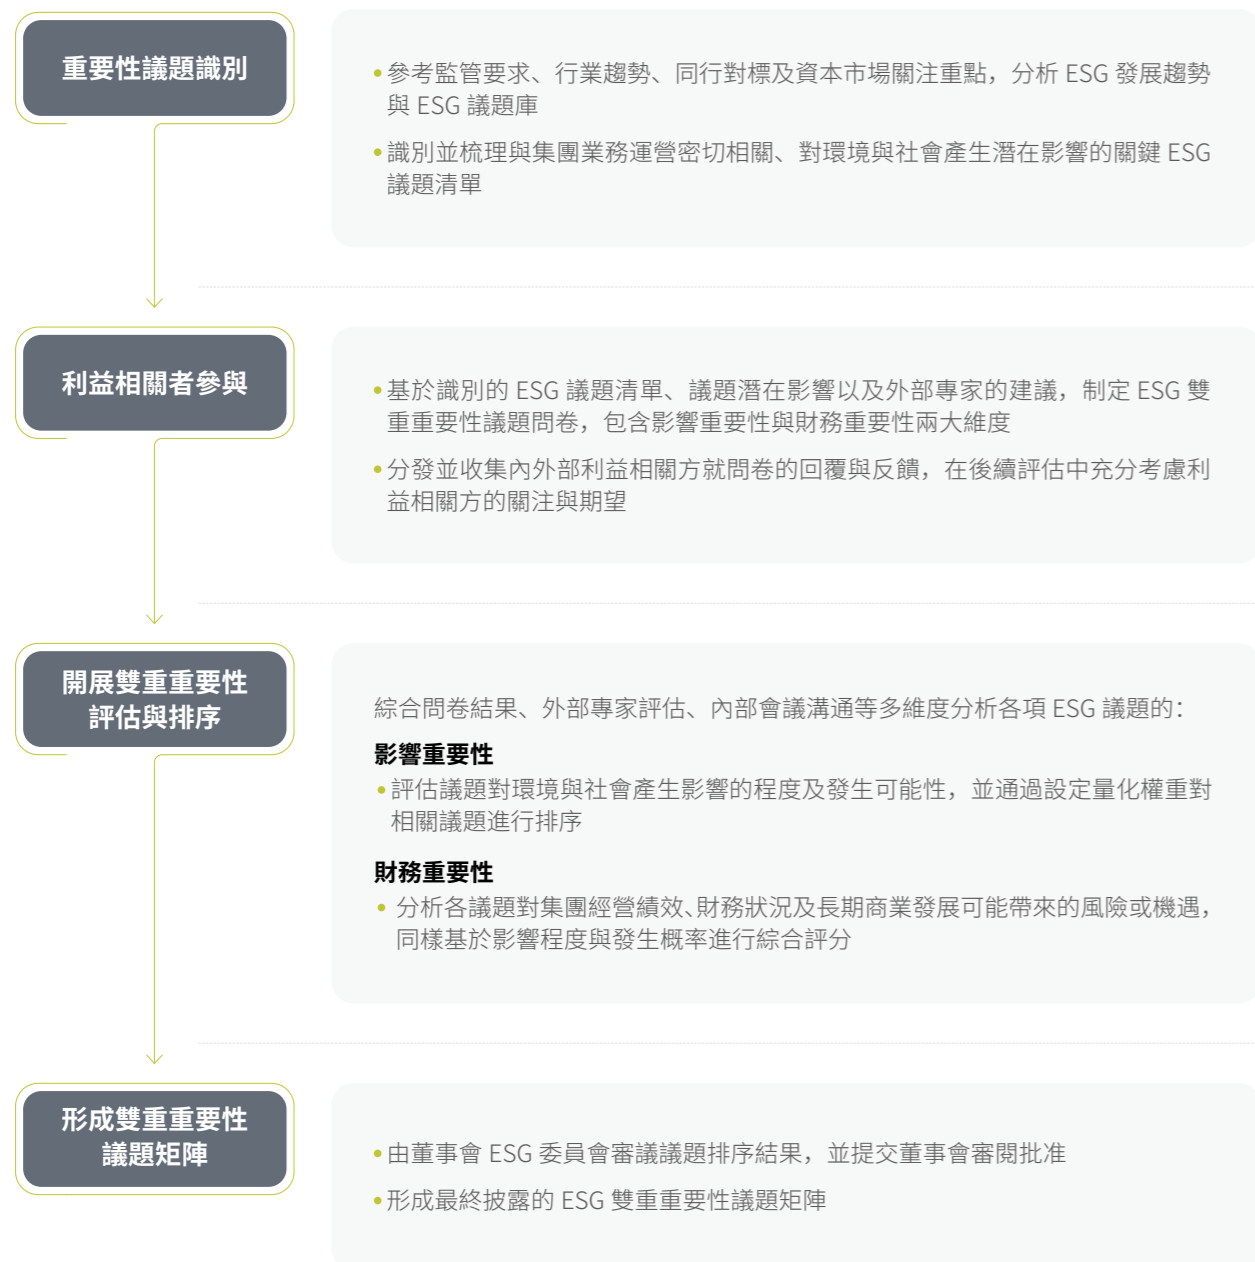 重要性議題識別
•參考監管要求、行業趨勢、同行對標及資本市場關注重點，分析 ESG 發展趨勢
與 ESG 議題庫
•識別並梳理與集團業務運營密切相關、對環境與社會產生潛在影響的關鍵 ESG
議題清單
利益相關者參與
•基於識別的 ESG 議題清單、議題潛在影響以及外部專家的建議，制定 ESG 雙
重重要性議題問卷，包含影響重要性與財務重要性兩大維度
•分發並收集內外部利益相關方就問卷的回覆與反饋，在後續評估中充分考慮利
益相關方的關注與期望
開展雙重重要性
評估與排序
綜合問卷結果、外部專家評估、內部會議溝通等多維度分析各項 ESG 議題的：
影響重要性
•評估議題對環境與社會產生影響的程度及發生可能性，並通過設定量化權重對
相關議題進行排序
財務重要性
• 分析各議題對集團經營績效、財務狀況及長期商業發展可能帶來的風險或機遇，
同樣基於影響程度與發生概率進行綜合評分
形成雙重重要性
議題矩陣
•由董事會 ESG 委員會審議議題排序結果，並提交董事會審閱批准
•形成最終披露的 ESG 雙重重要性議題矩陣